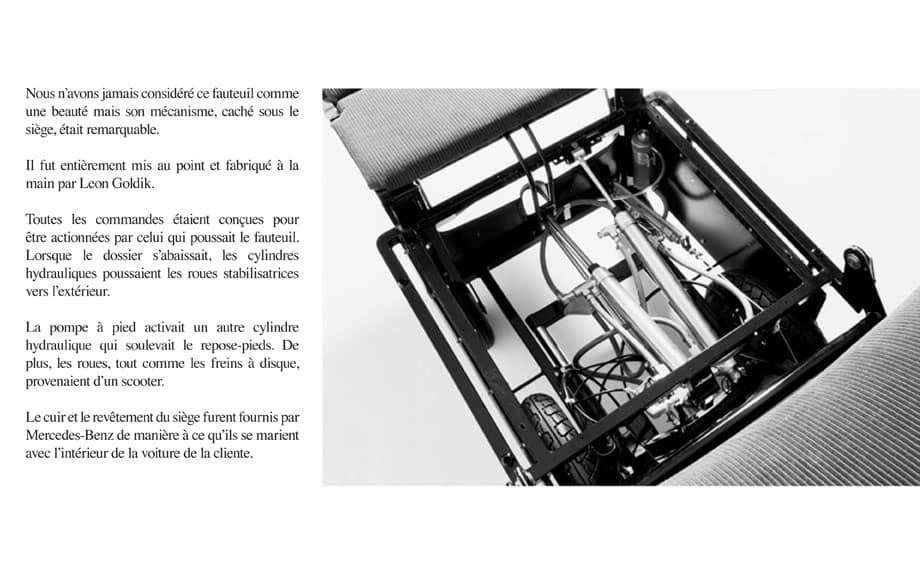 Nous n’avons jamais considéré ce fauteuil comme
une beauté mais son mécanisme, caché sous le
siège, était remarquable.
Il fut entièrement mis au point et fabriqué à la
main par Leon Goldik.
Toutes les commandes étaient conçues pour
être actionnées par celui qui poussait le fauteuil.
Lorsque le dossier s’abaissait, les cylindres
hydrauliques poussaient les roues stabilisatrices
vers l’extérieur.
La pompe à pied activait un autre cylindre
hydraulique qui soulevait le repose-pieds. De
plus, les roues, tout comme les freins à disque,
provenaient d’un scooter.
Le cuir et le revêtement du siège furent fournis par
Mercedes-Benz de manière à ce qu’ils se marient
avec l’intérieur de la voiture de la cliente.